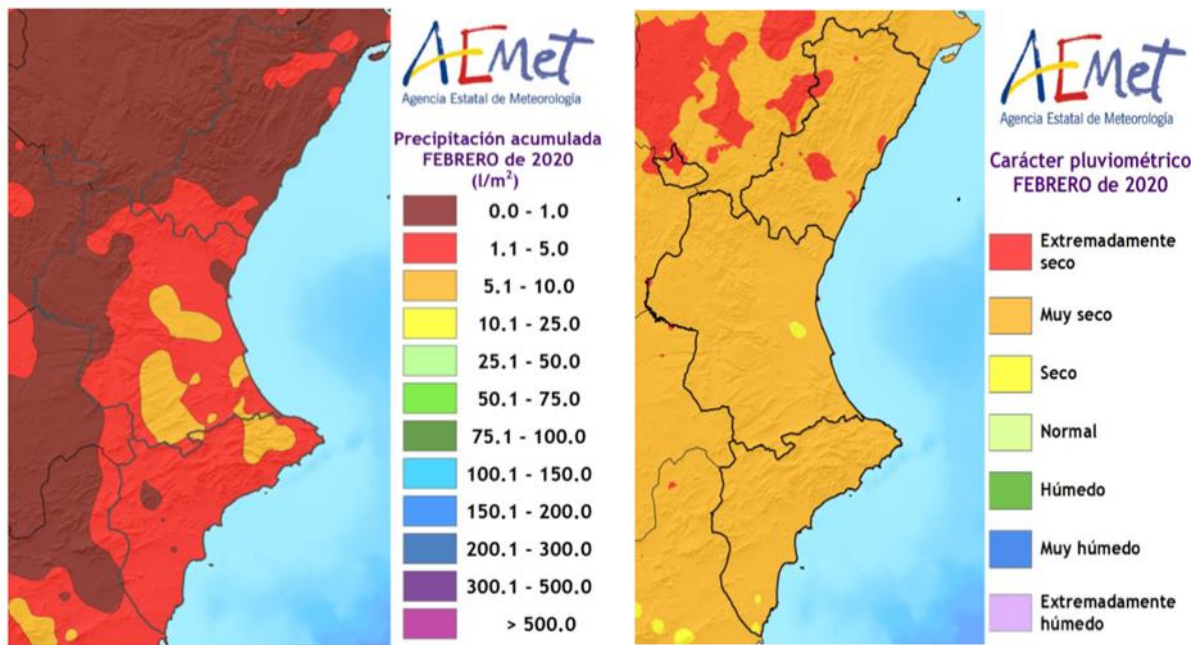 AEMet
Agencia Estatal de Meteorología
Precipitación acumulada
FEBRERO de 2020
(l/m²)
0.0 - 1.0
1.1 - 5.0
5.1 - 10.0
10.1 - 25.0
25.1 - 50.0
50.1 - 75.0
75.1 - 100.0
100.1 - 150.0
150.1 - 200.0
200.1 - 300.0
300.1 - 500.0
> 500.0
AEMet
Agencia Estatal de Meteorología
Carácter pluviométrico
FEBRERO de 2020
Extremadamente
seco
Muy seco
Seco
Normal
Húmedo
Muy húmedo
Extremadamente
húmedo